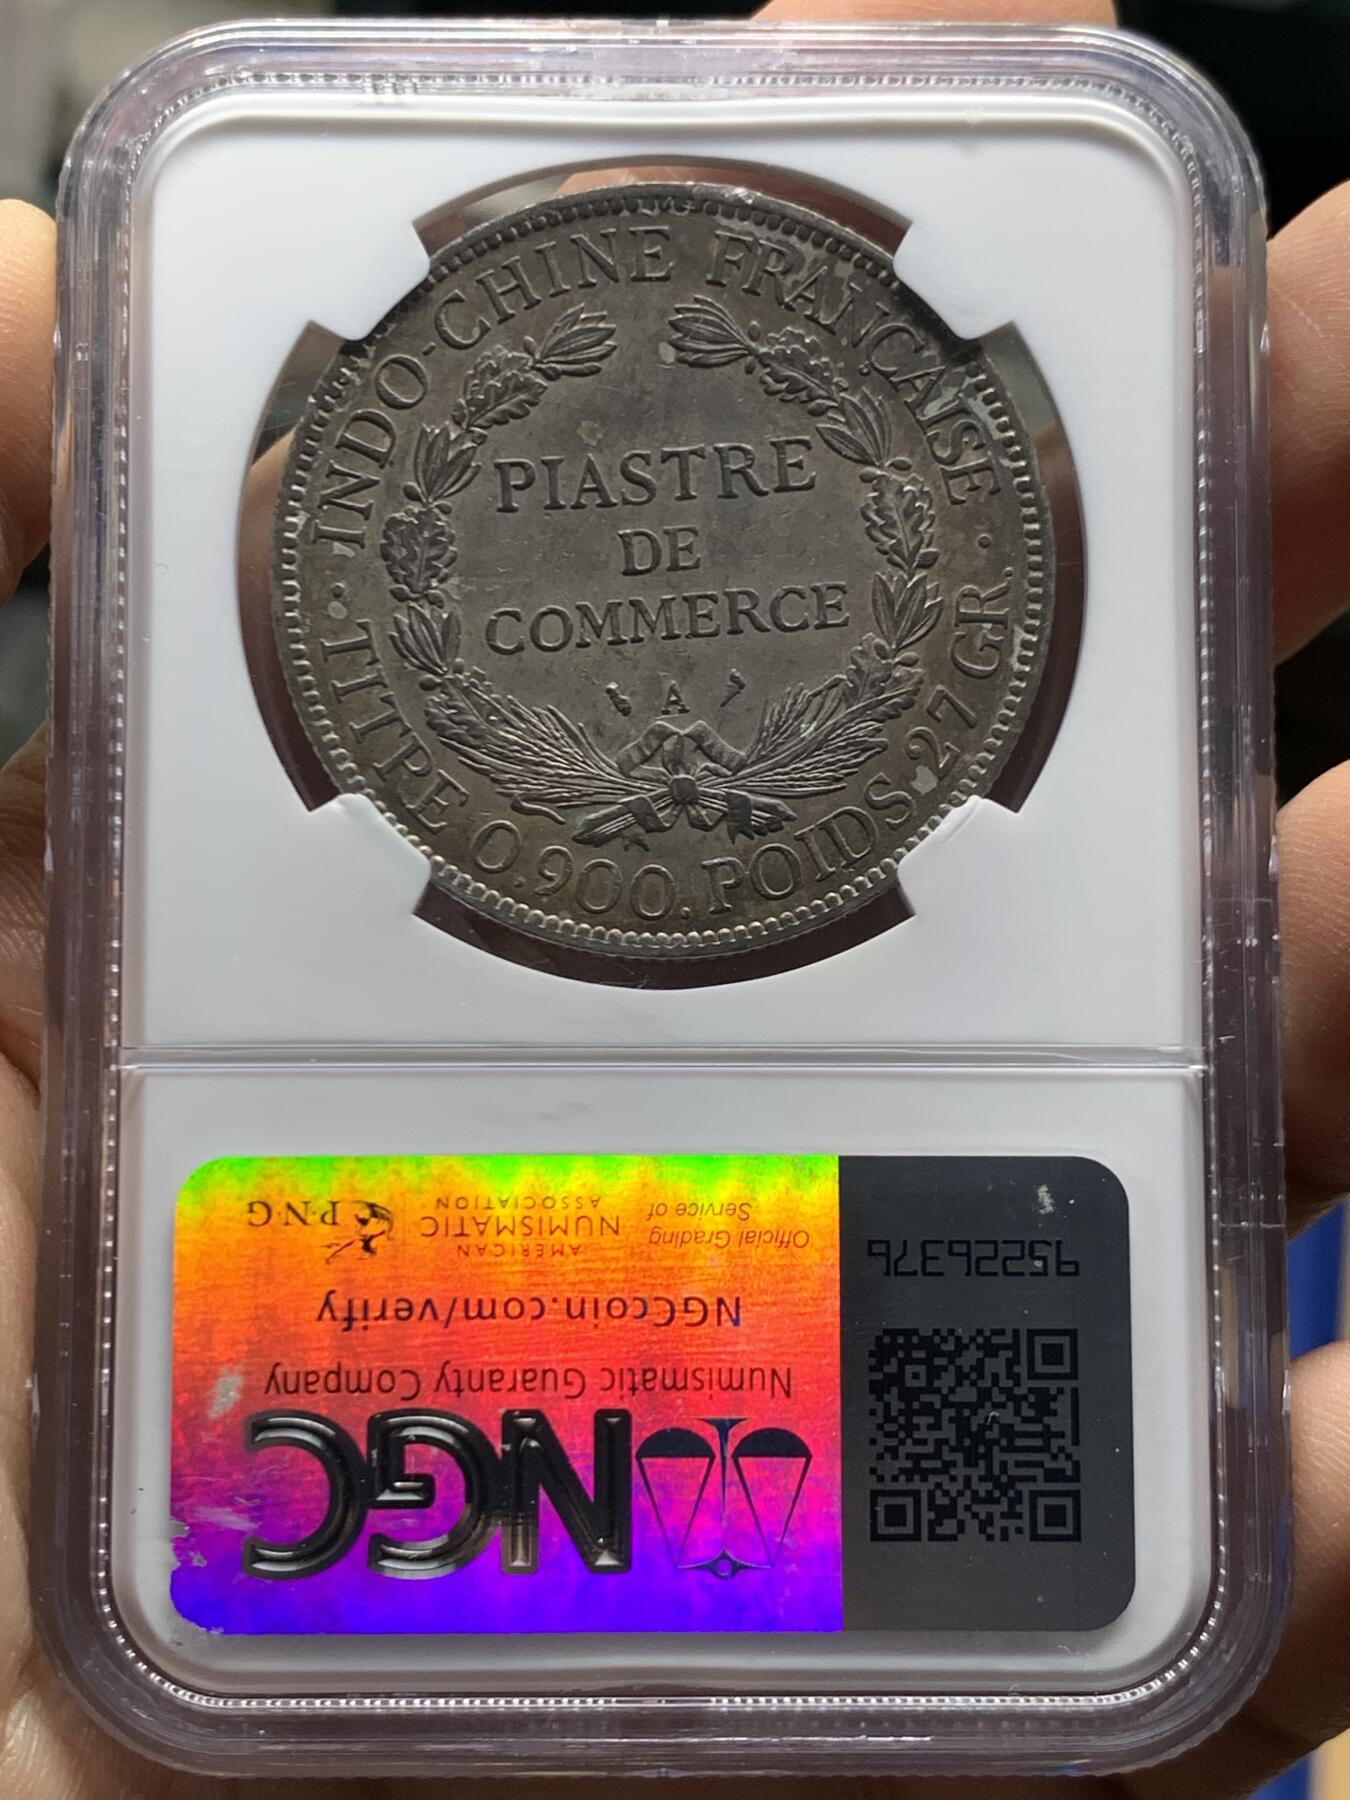 INDO-CHINE FRANÇAISE
PIASTRE
DE
COMMERCE
A
· TITRE 0,900. POIDS 27 GR. ·
NGC
Numismatic Guaranty Company
NGCcoin.com/verify
Official Grading
Service of
AMERICAN
NUMISMATIC
ASSOCIATION
P·N·G
95226376